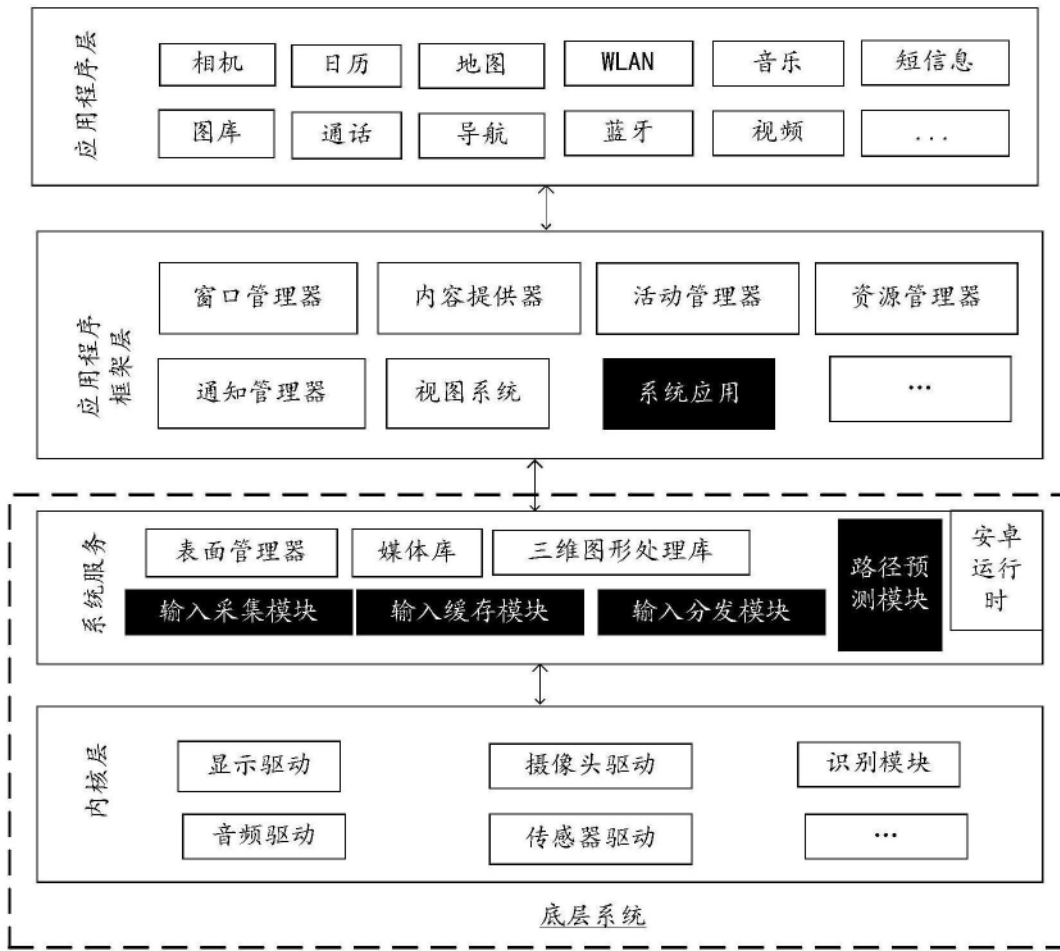 应用程序层
相机
日历
地图
WLAN
音乐
短信息
图库
通话
导航
蓝牙
视频
...
应用程序
框架层
窗口管理器
内容提供器
活动管理器
资源管理器
通知管理器
视图系统
系统应用
...
系统服务
表面管理器
媒体库
三维图形处理库
路径预
测模块
安卓
运行
时
输入采集模块
输入缓存模块
输入分发模块
内核层
显示驱动
摄像头驱动
识别模块
音频驱动
传感器驱动
...
底层系统